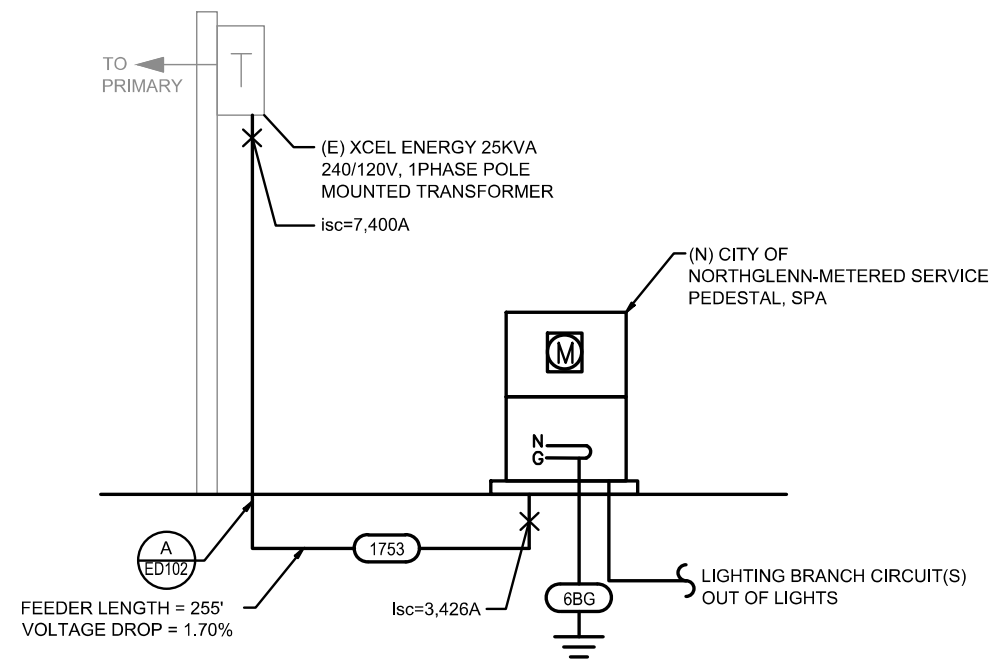 TO
PRIMARY
T
(E) XCEL ENERGY 25KVA
240/120V, 1PHASE POLE
MOUNTED TRANSFORMER
isc=7,400A
(N) CITY OF
NORTHGLENN-METERED SERVICE
PEDESTAL, SPA
M
N
G
A
ED102
1753
FEEDER LENGTH = 255'
VOLTAGE DROP = 1.70%
Isc=3,426A
6BG
LIGHTING BRANCH CIRCUIT(S)
OUT OF LIGHTS